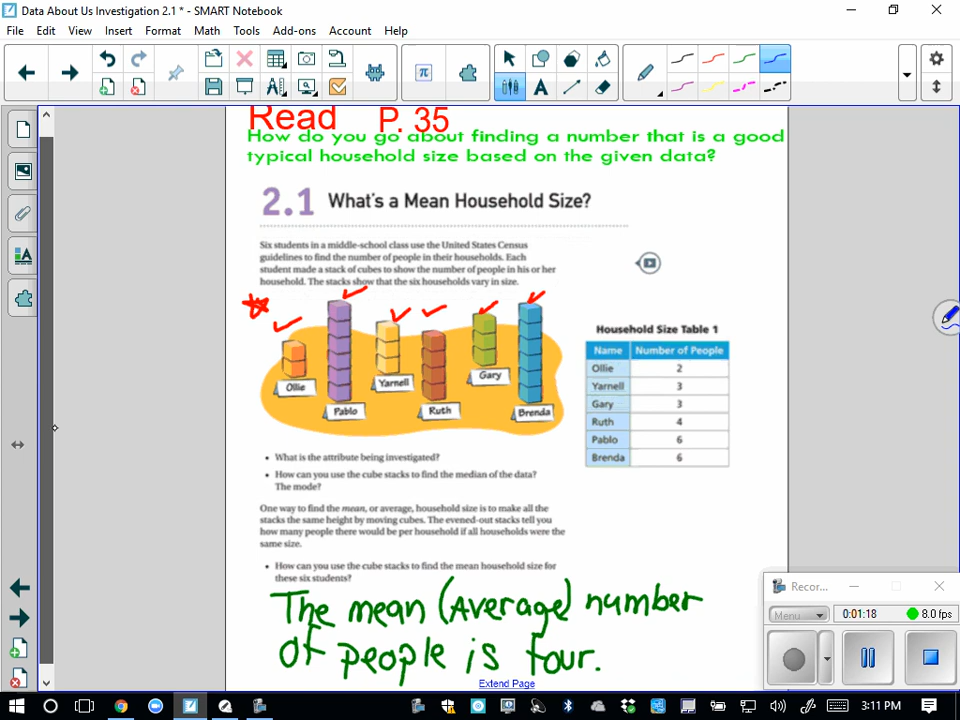 Data About Us Investigation 2.1 * - SMART Notebook
File Edit View Insert Format Math Tools Add-ons Account Help
Read P. 35
How do you go about finding a number that is a good
typical household size based on the given data?
2.1 What's a Mean Household Size?
Six students in a middle-school class use the United States Census
guidelines to find the number of people in their households. Each
student made a stack of cubes to show the number of people in his or her
household. The stacks show that the six households vary in size.
Ollie
Pablo
Yarnell
Ruth
Gary
Brenda
Household Size Table 1
Name Number of People
Ollie 2
Yarnell 3
Gary 3
Ruth 4
Pablo 6
Brenda 6
• What is the attribute being investigated?
• How can you use the cube stacks to find the median of the data?
The mode?
One way to find the mean, or average, household size is to make all the
stacks the same height by moving cubes. The evened-out stacks tell you
how many people there would be per household if all households were the
same size.
• How can you use the cube stacks to find the mean household size for
these six students?
The mean (Average) number
of people is four.
Extend Page
Recor...
Menu 0:01:18 8.0 fps
3:11 PM